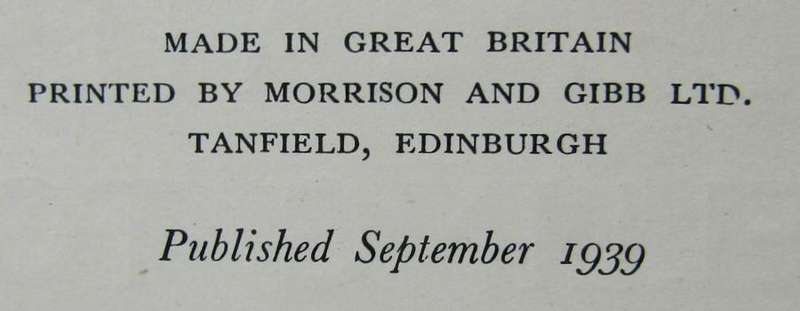 MADE IN GREAT BRITAIN
PRINTED BY MORRISON AND GIBB LTD.
TANFIELD, EDINBURGH
Published September 1939